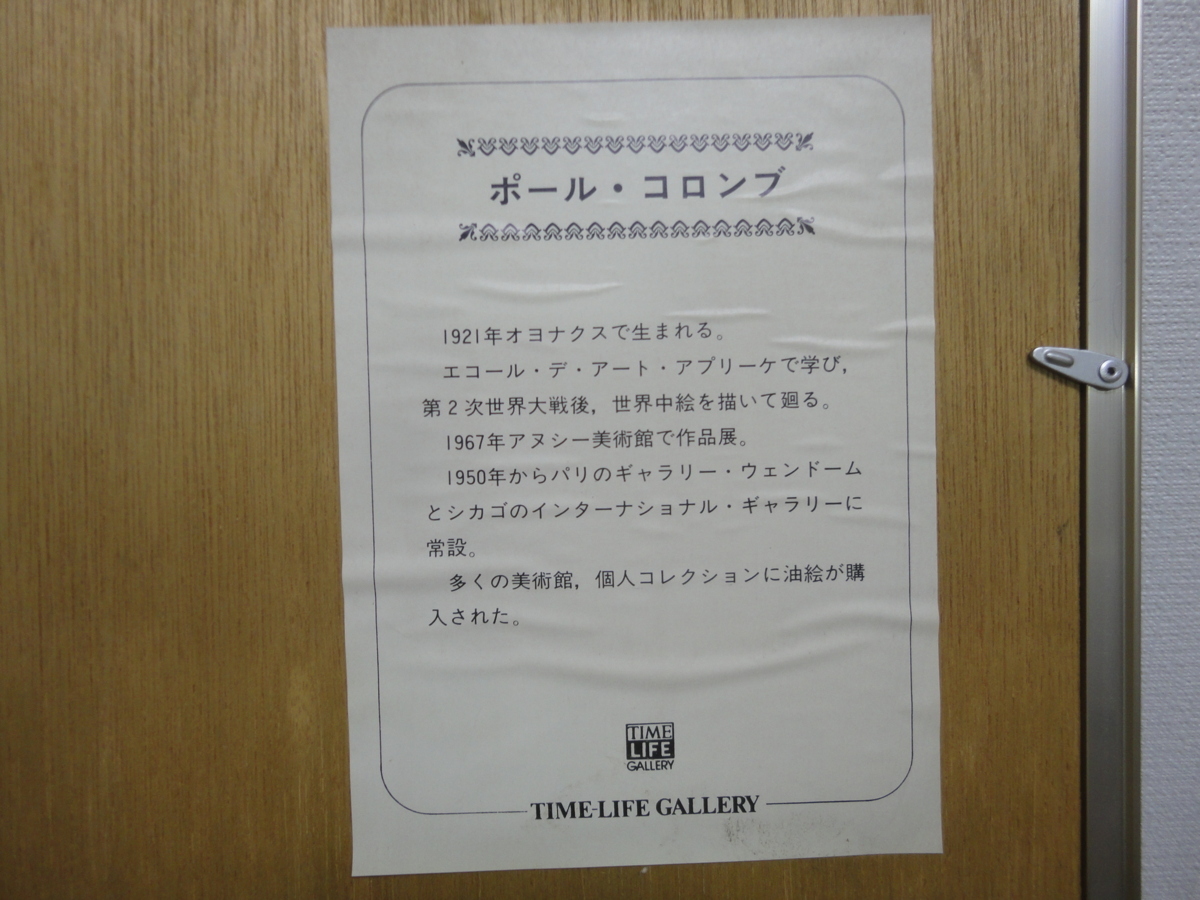 ポール・コロンブ
1921年オヨナクスで生まれる。
エコール・デ・アート・アプリーケで学び，
第2次世界大戦後，世界中絵を描いて廻る。
1967年アヌシー美術館で作品展。
1950年からパリのギャラリー・ウェンドーム
とシカゴのインターナショナル・ギャラリーに
常設。
多くの美術館，個人コレクションに油絵が購
入された。
TIME
LIFE
GALLERY
TIME-LIFE GALLERY